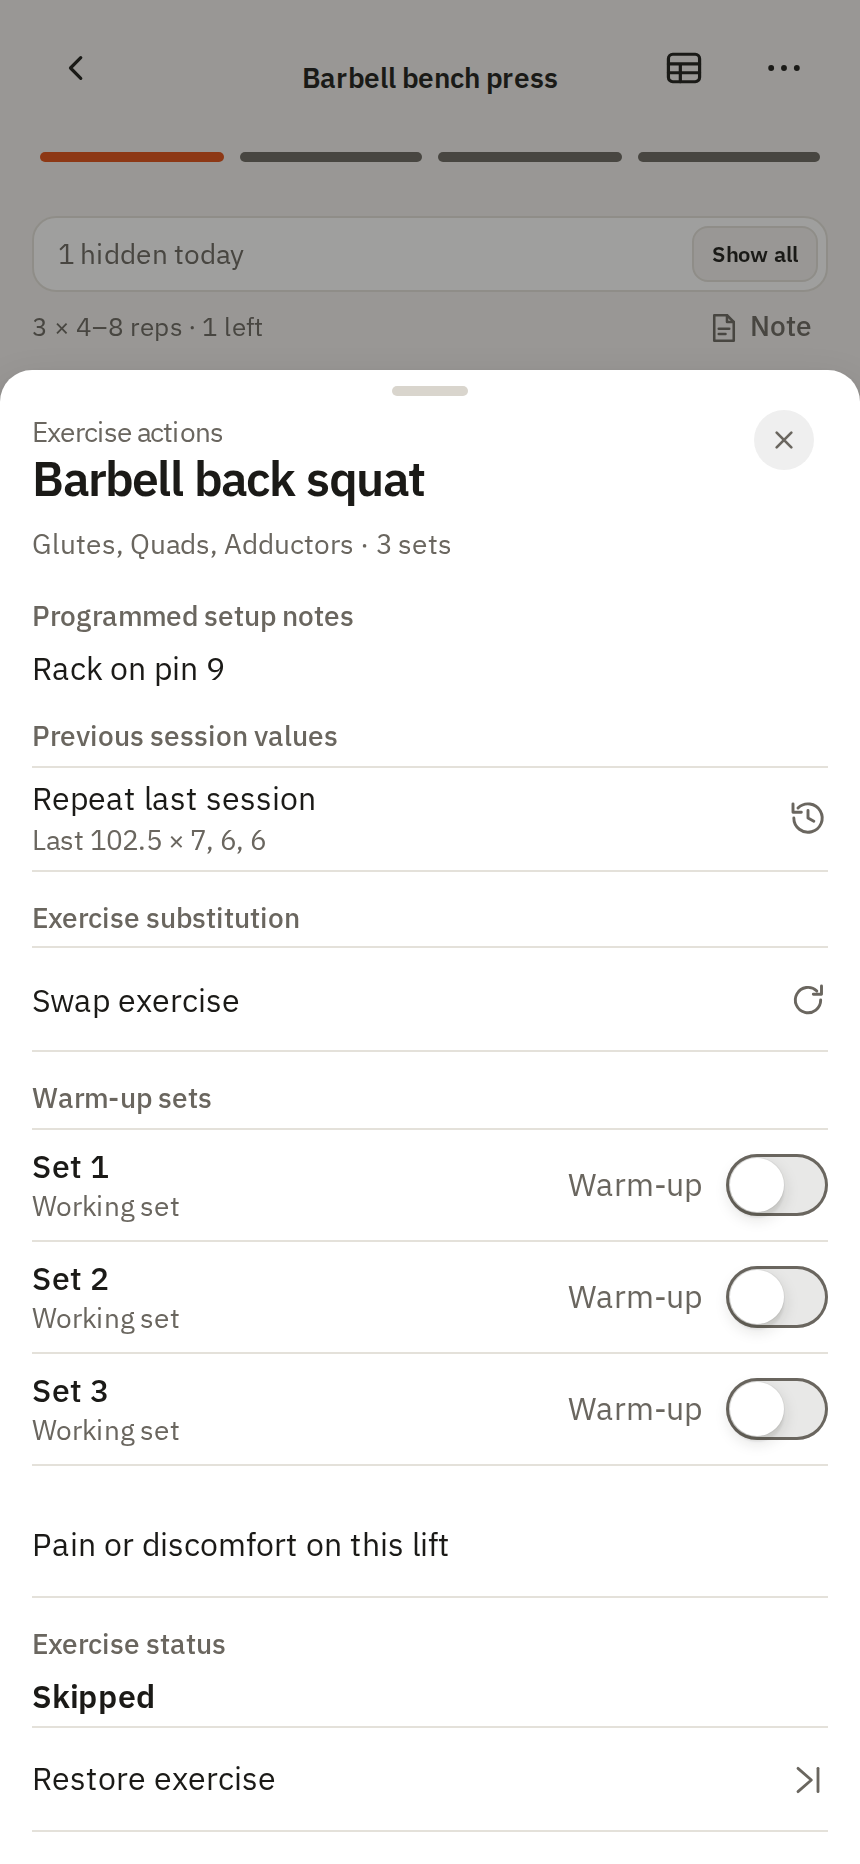 Barbell bench press
1 hidden today
Show all
3 × 4–8 reps · 1 left
Note
Exercise actions
Barbell back squat
Glutes, Quads, Adductors · 3 sets
Programmed setup notes
Rack on pin 9
Previous session values
Repeat last session
Last 102.5 × 7, 6, 6
Exercise substitution
Swap exercise
Warm-up sets
Set 1
Working set
Warm-up
Set 2
Working set
Warm-up
Set 3
Working set
Warm-up
Pain or discomfort on this lift
Exercise status
Skipped
Restore exercise